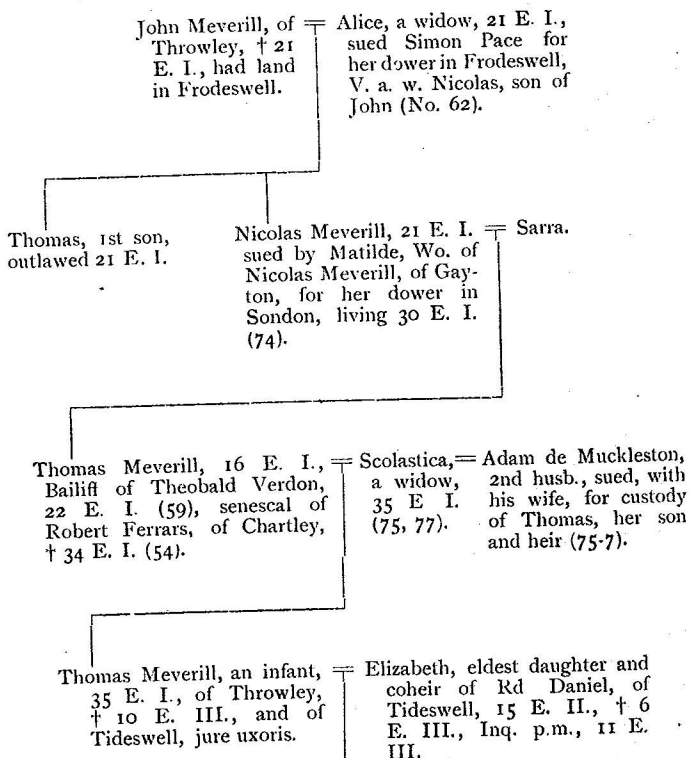 John Meverill, of
Throwley, † 21
E. I., had land
in Frodeswell.
Alice, a widow, 21 E. I.,
sued Simon Pace for
her dower in Frodeswell,
V. a. w. Nicolas, son of
John (No. 62).
Thomas, 1st son,
outlawed 21 E. I.
Nicolas Meverill, 21 E. I.
sued by Matilde, Wo. of
Nicolas Meverill, of Gay-
ton, for her dower in
Sondon, living 30 E. I.
(74).
Sarra.
Thomas Meverill, 16 E. I.,
Bailiff of Theobald Verdon,
22 E. I. (59), senescal of
Robert Ferrars, of Chartley,
† 34 E. I. (54).
Scolastica,
a widow,
35 E I.
(75, 77).
Adam de Muckleston,
2nd husb., sued, with
his wife, for custody
of Thomas, her son
and heir (75-7).
Thomas Meverill, an infant,
35 E. I., of Throwley,
† 10 E. III., and of
Tideswell, jure uxoris.
Elizabeth, eldest daughter and
coheir of Rd Daniel, of
Tideswell, 15 E. II., † 6
E. III., Inq. p.m., 11 E.
III.